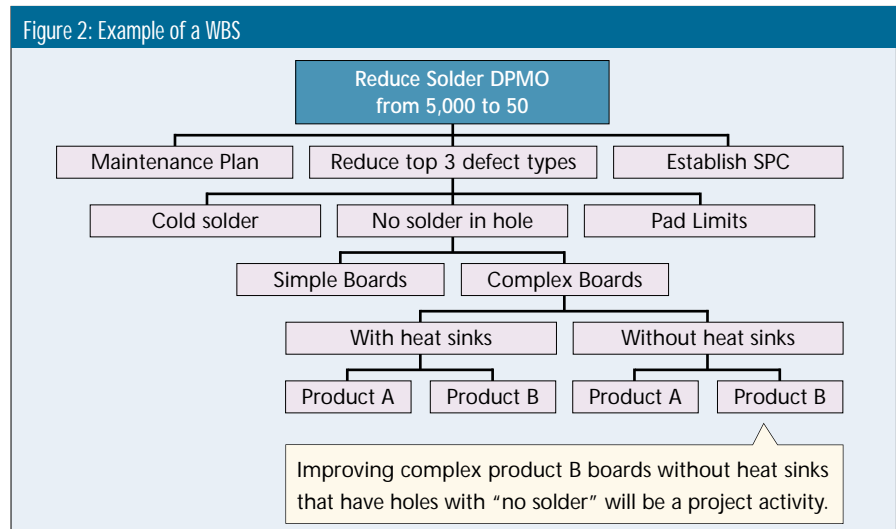 Figure 2: Example of a WBS
Reduce Solder DPMO
from 5,000 to 50
Maintenance Plan
Reduce top 3 defect types
Establish SPC
Cold solder
No solder in hole
Pad Limits
Simple Boards
Complex Boards
With heat sinks
Without heat sinks
Product A
Product B
Product A
Product B
Improving complex product B boards without heat sinks
that have holes with “no solder” will be a project activity.